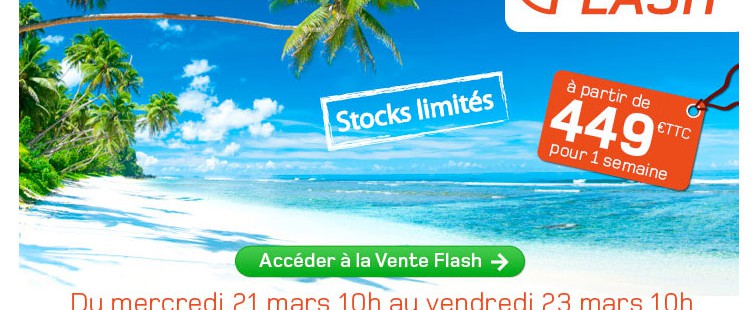 FLASH
Stocks limités
à partir de
449 €TTC
pour 1 semaine
Accéder à la Vente Flash
Du mercredi 21 mars 10h au vendredi 23 mars 10h